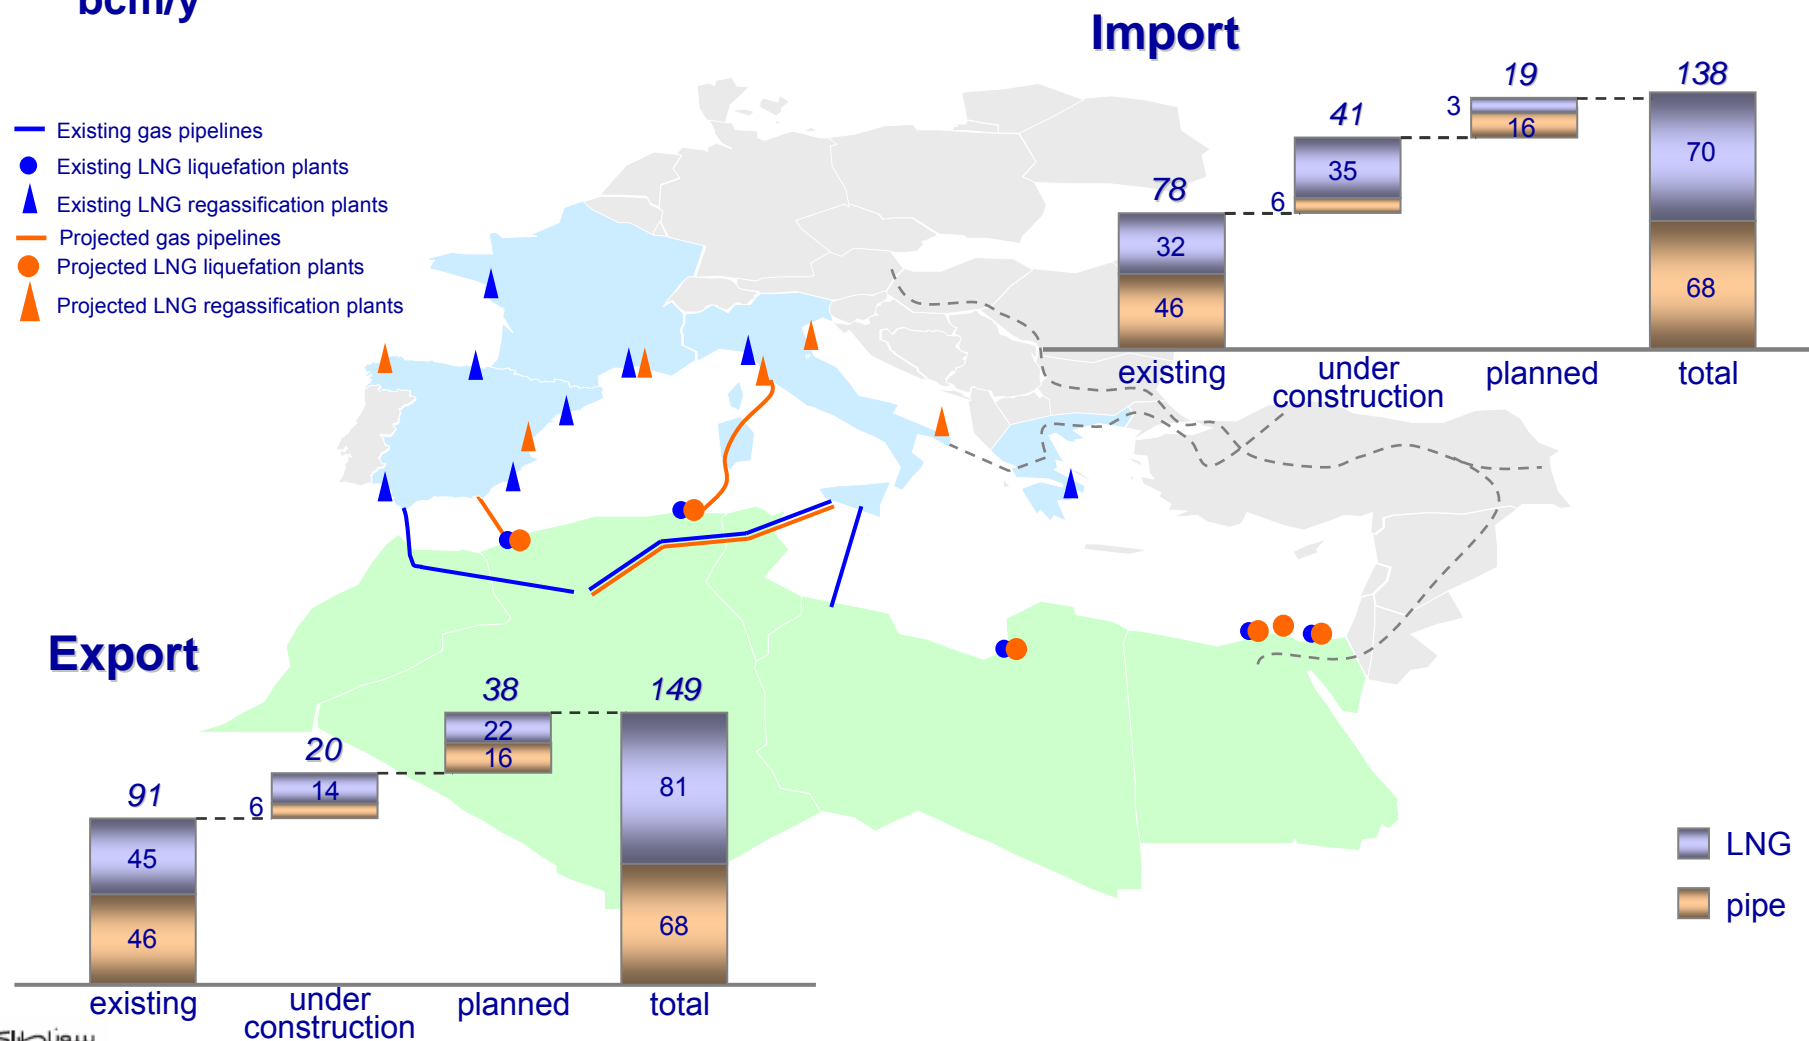 bcm/y
Import
Existing gas pipelines
Existing LNG liquefation plants
Existing LNG regassification plants
Projected gas pipelines
Projected LNG liquefation plants
Projected LNG regassification plants
19
138
3
16
41
70
35
78
6
32
46
68
existing
under
construction
planned
total
Export
38
149
22
16
20
14
81
91
6
45
46
68
existing
under
construction
planned
total
LNG
pipe